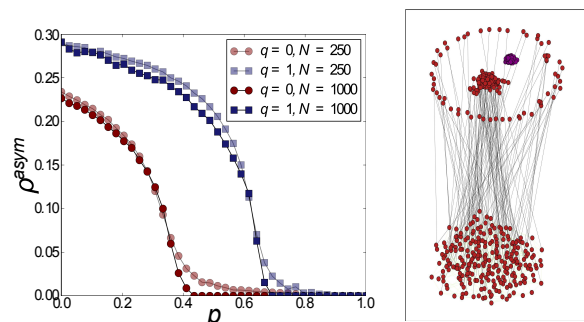 0.30
0.25
0.20
0.15
0.10
0.05
0.00
ρ^asym
0.0 0.2 0.4 0.6 0.8 1.0
p
q = 0, N = 250
q = 1, N = 250
q = 0, N = 1000
q = 1, N = 1000